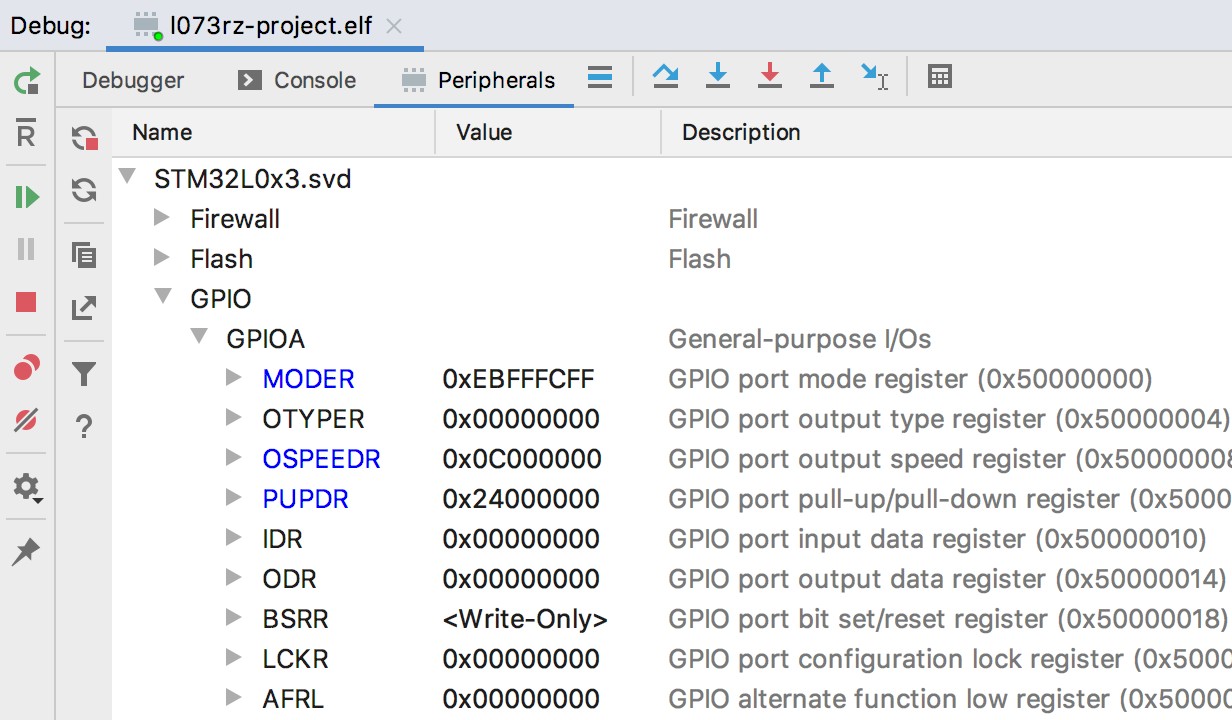 Debug: l073rz-project.elf
Debugger Console Peripherals
Name Value Description
STM32L0x3.svd
Firewall Firewall
Flash Flash
GPIO
GPIOA General-purpose I/Os
MODER 0xEBFFFCFF GPIO port mode register (0x50000000)
OTYPER 0x00000000 GPIO port output type register (0x50000004)
OSPEEDR 0x0C000000 GPIO port output speed register (0x50000008
PUPDR 0x24000000 GPIO port pull-up/pull-down register (0x5000
IDR 0x00000000 GPIO port input data register (0x50000010)
ODR 0x00000000 GPIO port output data register (0x50000014)
BSRR <Write-Only> GPIO port bit set/reset register (0x50000018)
LCKR 0x00000000 GPIO port configuration lock register (0x5000
AFRL 0x00000000 GPIO alternate function low register (0x5000